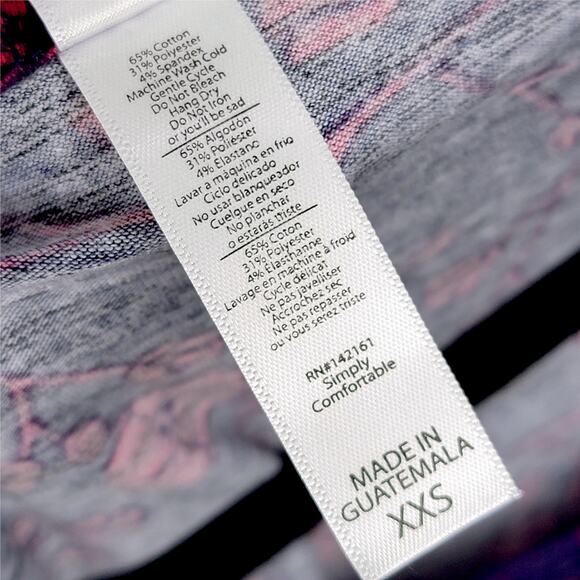 65% Cotton
31% Polyester
4% Spandex
Machine Wash Cold
Gentle Cycle
Do Not Bleach
Hang Dry
Do Not Iron
or you'll be sad
65% Algodón
31% Poliéster
4% Elastano
Lavar a máquina en frio
Ciclo delicado
No usar blanqueador
Cuelgue en seco
No planchar
o estarás triste
65% Coton
31% Polyester
4% Elasthanne
Lavage en machine à froid
Cycle délicat
Ne pas javelliser
Accrochez sec
Ne pas repasser
ou vous serez triste
RN#142161
Simply
Comfortable
MADE IN
GUATEMALA
XXS